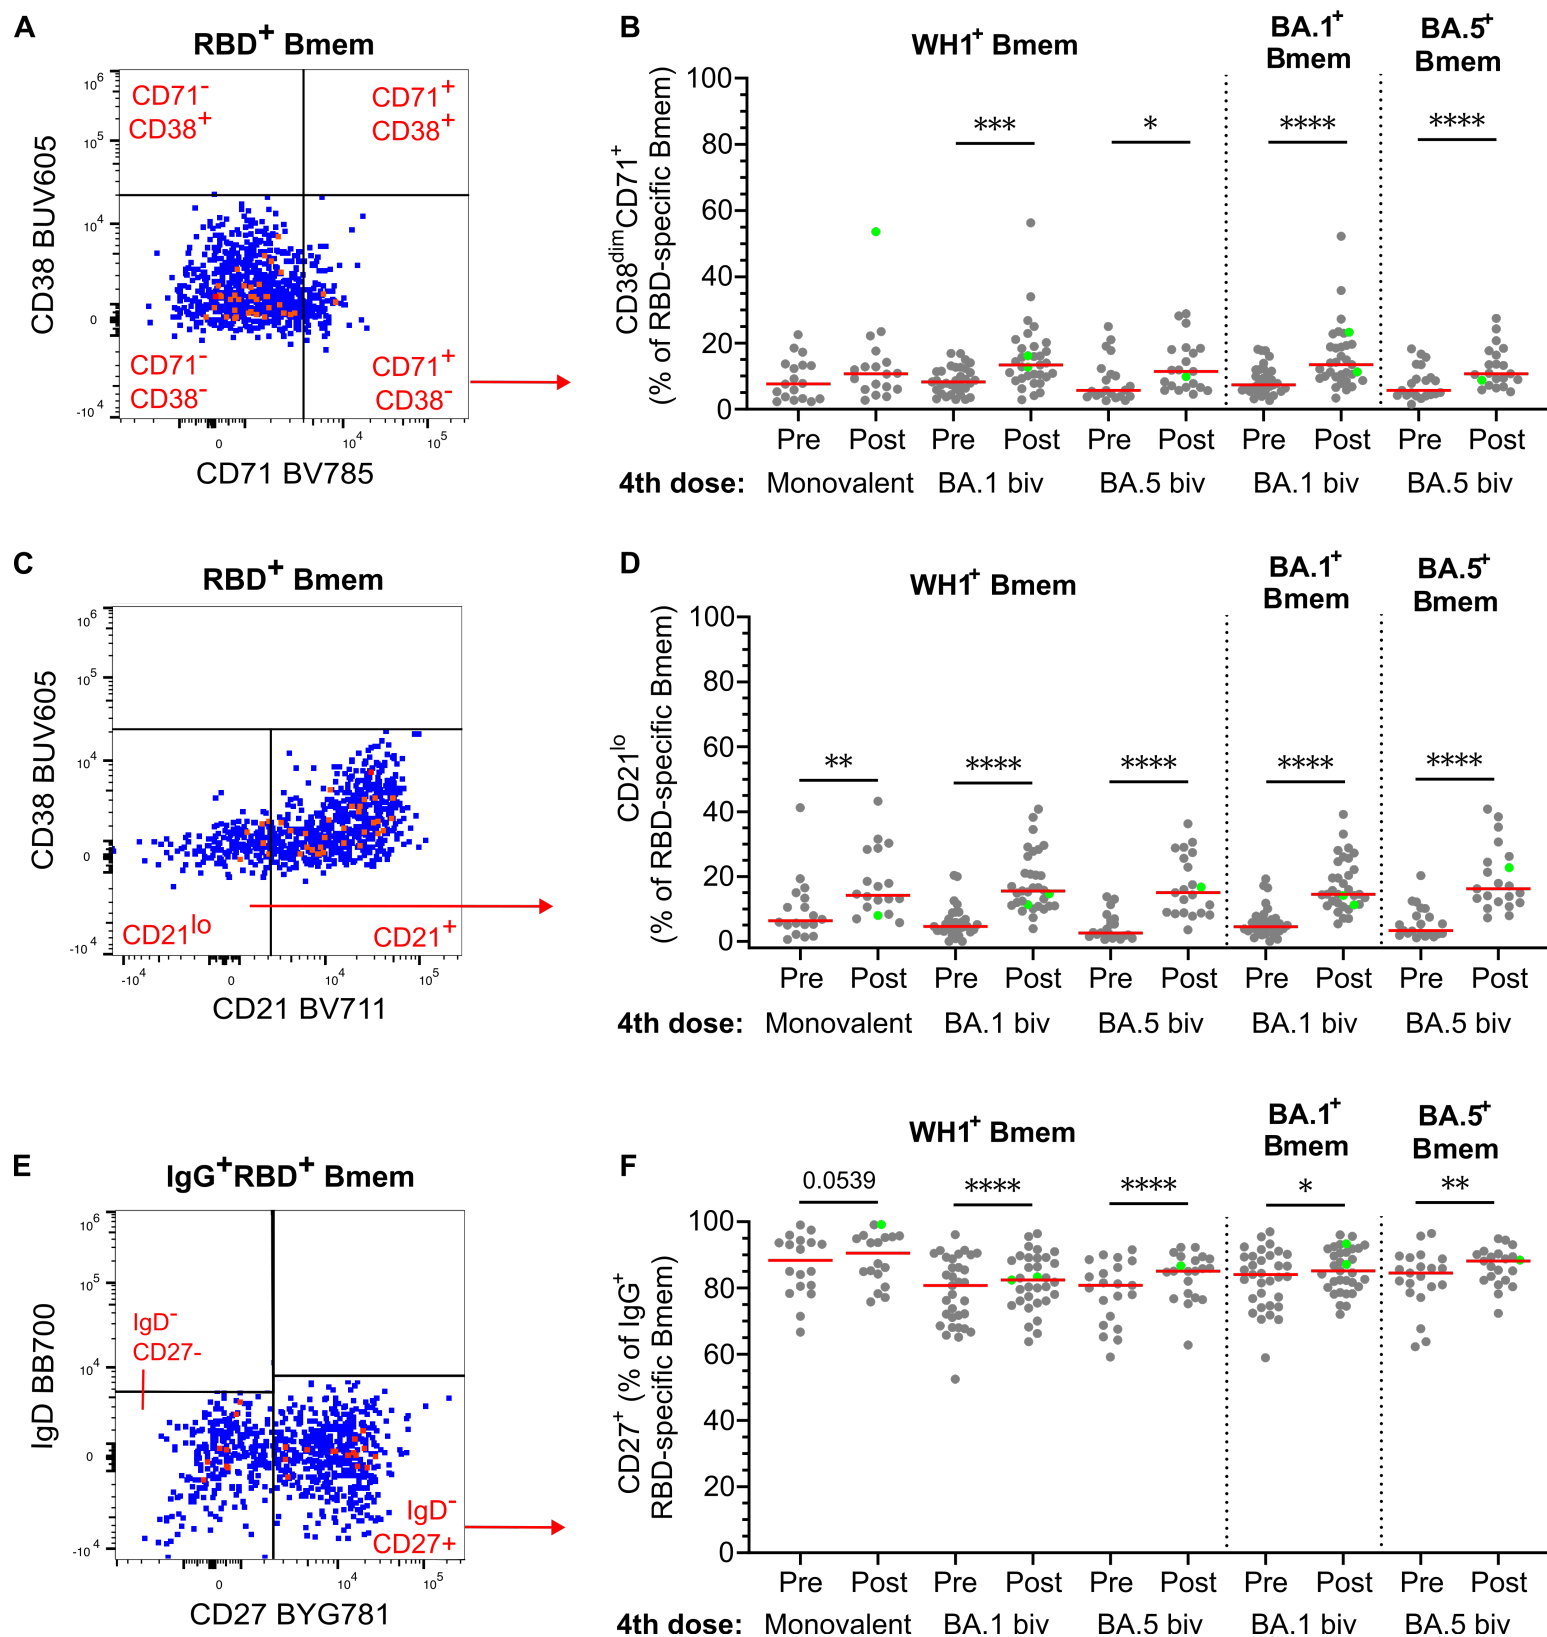 A
RBD+ Bmem
10^6
10^5
10^4
0
-10^4
CD38 BUV605
CD71-
CD38+
CD71+
CD38+
CD71-
CD38-
CD71+
CD38-
0
10^4
10^5
CD71 BV785
B
WH1+ Bmem
BA.1+
Bmem
BA.5+
Bmem
CD38dimCD71+
(% of RBD-specific Bmem)
100
80
60
40
20
0
***
*
****
****
Pre Post Pre Post Pre Post Pre Post Pre Post
4th dose: Monovalent BA.1 biv BA.5 biv BA.1 biv BA.5 biv
C
RBD+ Bmem
10^6
10^5
10^4
0
-10^4
CD38 BUV605
CD21lo
CD21+
-10^4
0
10^4
10^5
CD21 BV711
D
WH1+ Bmem
BA.1+
Bmem
BA.5+
Bmem
CD21lo
(% of RBD-specific Bmem)
100
80
60
40
20
0
**
****
****
****
****
Pre Post Pre Post Pre Post Pre Post Pre Post
4th dose: Monovalent BA.1 biv BA.5 biv BA.1 biv BA.5 biv
E
IgG+RBD+ Bmem
10^6
10^5
10^4
0
-10^4
IgD BB700
IgD-
CD27-
IgD-
CD27+
0
10^4
10^5
CD27 BYG781
F
WH1+ Bmem
BA.1+
Bmem
BA.5+
Bmem
CD27+ (% of IgG+
RBD-specific Bmem)
100
80
60
40
20
0
0.0539
****
****
*
**
Pre Post Pre Post Pre Post Pre Post Pre Post
4th dose: Monovalent BA.1 biv BA.5 biv BA.1 biv BA.5 biv